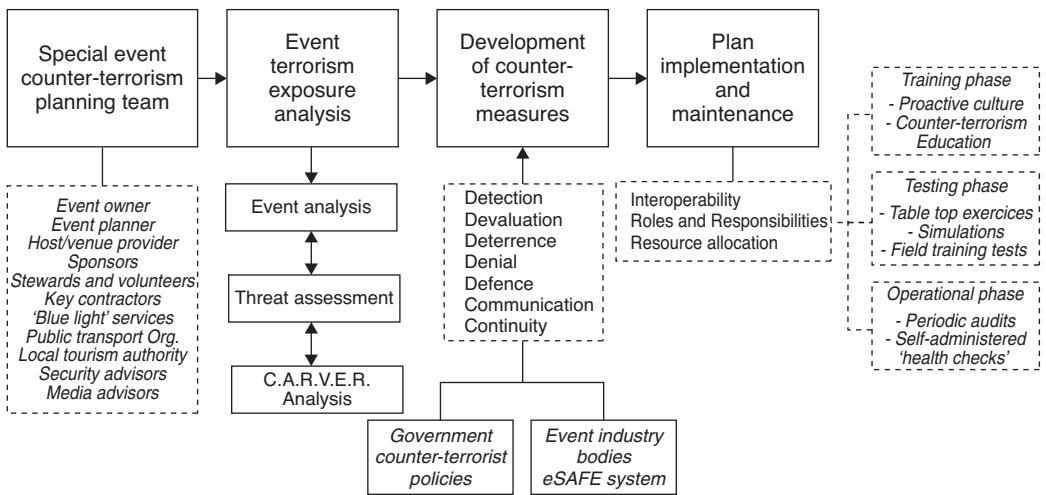 Special event
counter-terrorism
planning team
Event
terrorism
exposure
analysis
Development
of counter-
terrorism
measures
Plan
implementation
and
maintenance
Event owner
Event planner
Host/venue provider
Sponsors
Stewards and volunteers
Key contractors
‘Blue light’ services
Public transport Org.
Local tourism authority
Security advisors
Media advisors
Event analysis
Threat assessment
C.A.R.V.E.R.
Analysis
Detection
Devaluation
Deterrence
Denial
Defence
Communication
Continuity
Government
counter-terrorist
policies
Event industry
bodies
eSAFE system
Interoperability
Roles and Responsibilities
Resource allocation
Training phase
- Proactive culture
- Counter-terrorism
Education
Testing phase
- Table top exercices
- Simulations
- Field training tests
Operational phase
- Periodic audits
- Self-administered
‘health checks’